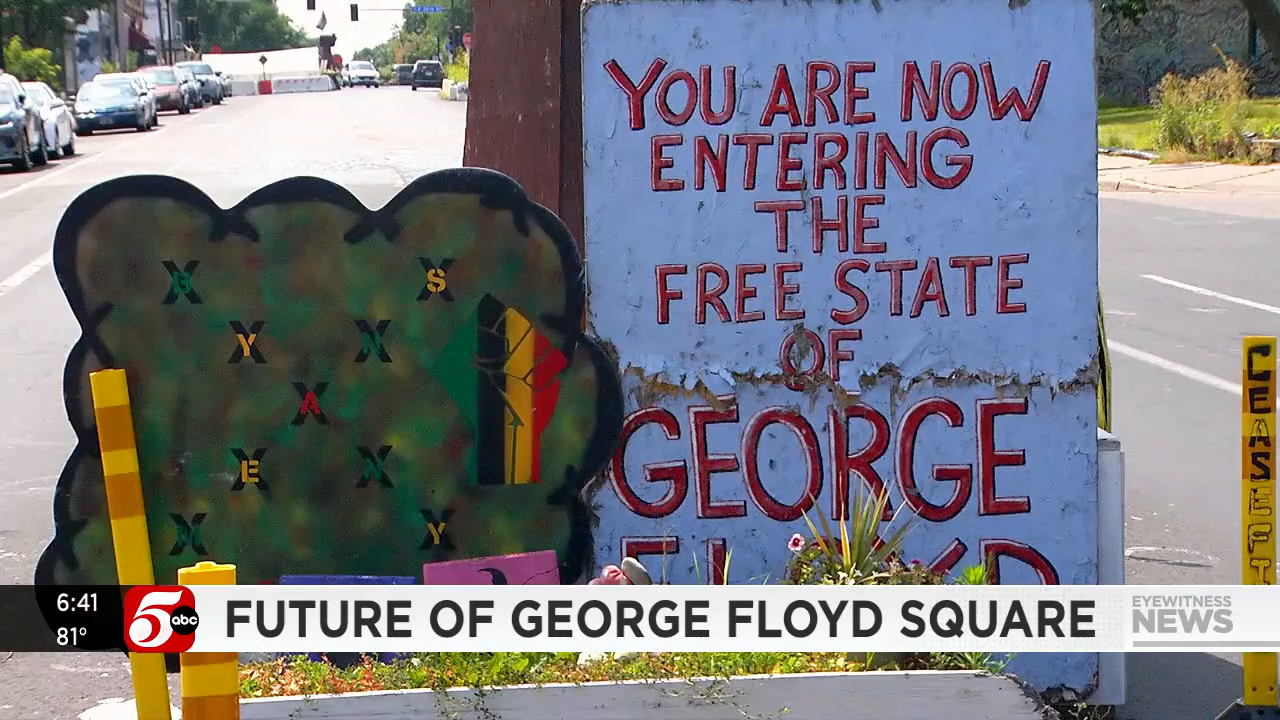 YOU ARE NOW
ENTERING
THE
FREE STATE
OF
GEORGE
FLOYD
S
Y
N
A
E
N
Y
CEASEFI
6:41
81°
5 abc
FUTURE OF GEORGE FLOYD SQUARE
EYEWITNESS
NEWS